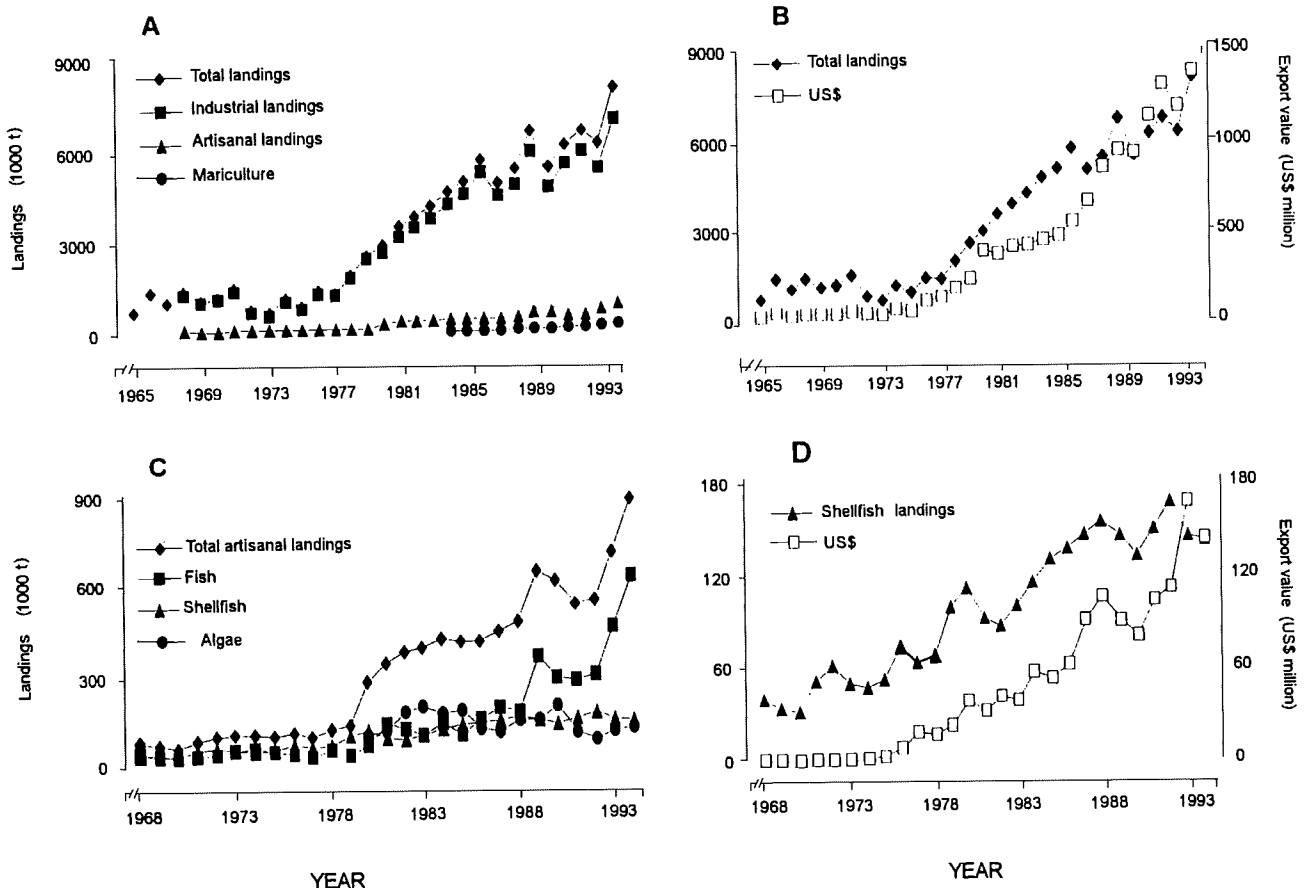 A
9000
6000
3000
0
Landings (1000 t)
Total landings
Industrial landings
Artisanal landings
Mariculture
1965 1969 1973 1977 1981 1985 1989 1993
B
9000
6000
3000
0
Total landings
US$
1500
1000
500
0
Export value (US$ million)
1965 1969 1973 1977 1981 1985 1989 1993
C
900
600
300
0
Landings (1000 t)
Total artisanal landings
Fish
Shellfish
Algae
1968 1973 1978 1983 1988 1993
YEAR
D
180
120
60
0
Shellfish landings
US$
180
120
60
0
Export value (US$ million)
1968 1973 1978 1983 1988 1993
YEAR